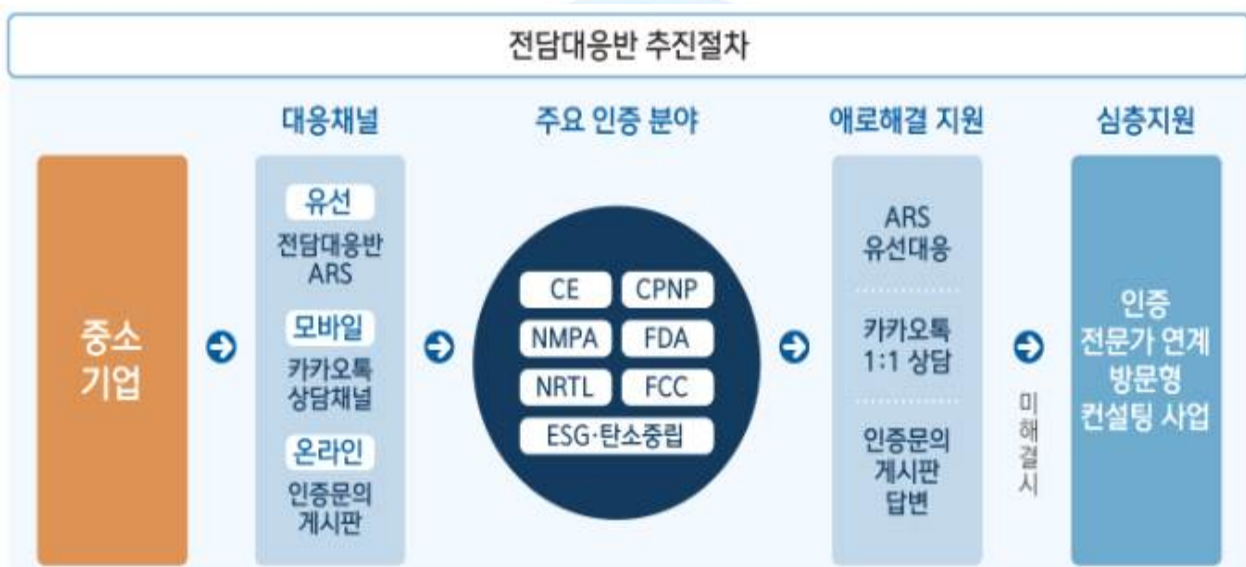 전담대응반 추진절차
대응채널
주요 인증 분야
애로해결 지원
심층지원
중소
기업
유선
전담대응반
ARS
모바일
카카오톡
상담채널
온라인
인증문의
게시판
CE
CPNP
NMPA
FDA
NRTL
FCC
ESG·탄소중립
ARS
유선대응
카카오톡
1:1 상담
인증문의
게시판
답변
미
해
결
시
인증
전문가 연계
방문형
컨설팅 사업